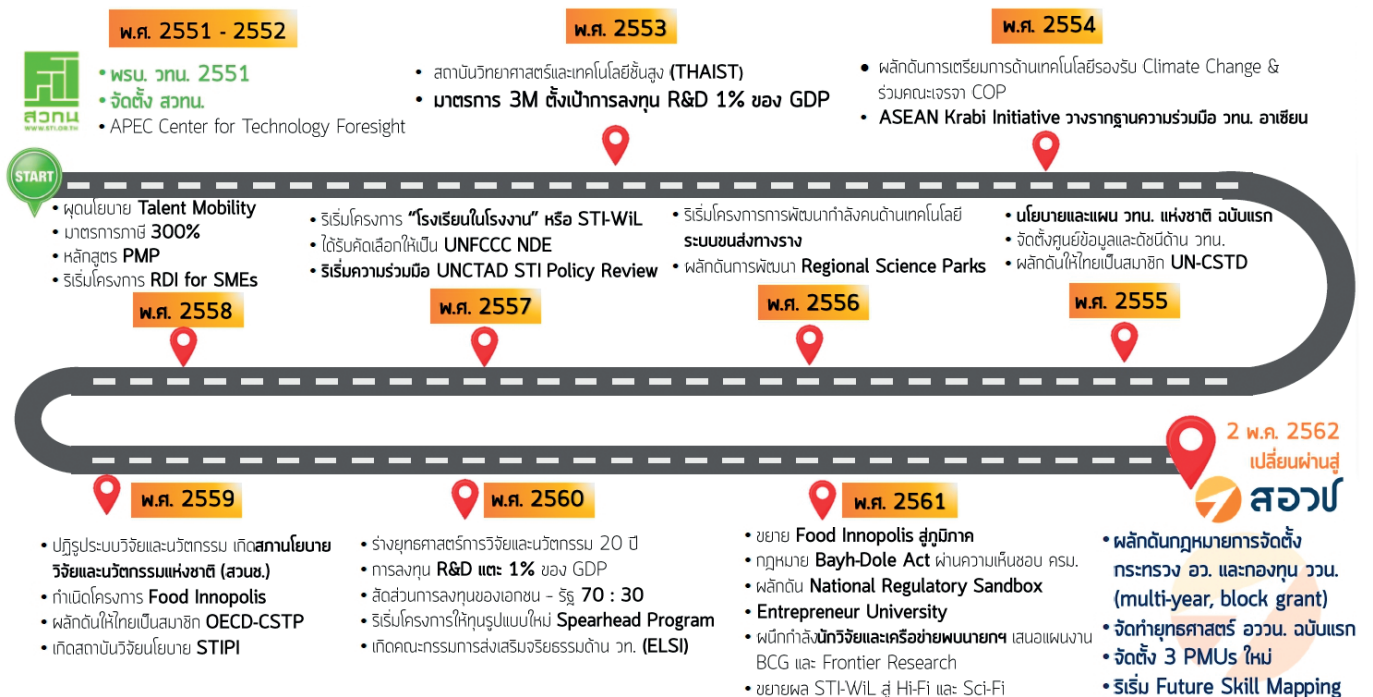 พ.ศ. 2551 - 2552
สวทน
WWW.STI.OR.TH
• พรบ. วทน. 2551
• จัดตั้ง สวทน.
• APEC Center for Technology Foresight
พ.ศ. 2553
• สถาบันวิทยาศาสตร์และเทคโนโลยีชั้นสูง (THAIST)
• มาตรการ 3M ตั้งเป้าการลงทุน R&D 1% ของ GDP
พ.ศ. 2554
• ผลักดันการเตรียมการด้านเทคโนโลยีรองรับ Climate Change &
ร่วมคณะเจรจา COP
• ASEAN Krabi Initiative วางรากฐานความร่วมมือ วทน. อาเซียน
START
• ผุดนโยบาย Talent Mobility
• มาตรการภาษี 300%
• หลักสูตร PMP
• ริเริ่มโครงการ RDI for SMEs
พ.ศ. 2558
• ริเริ่มโครงการ “โรงเรียนในโรงงาน” หรือ STI-WiL
• ได้รับคัดเลือกให้เป็น UNFCCC NDE
• ริเริ่มความร่วมมือ UNCTAD STI Policy Review
พ.ศ. 2557
• ริเริ่มโครงการการพัฒนากำลังคนด้านเทคโนโลยี
ระบบขนส่งทางราง
• ผลักดันการพัฒนา Regional Science Parks
พ.ศ. 2556
• นโยบายและแผน วทน. แห่งชาติ ฉบับแรก
• จัดตั้งศูนย์ข้อมูลและดัชนีด้าน วทน.
• ผลักดันให้ไทยเป็นสมาชิก UN-CSTD
พ.ศ. 2555
พ.ศ. 2559
• ปฏิรูประบบวิจัยและนวัตกรรม เกิดสภานโยบาย
วิจัยและนวัตกรรมแห่งชาติ (สวนช.)
• กำเนิดโครงการ Food Innopolis
• ผลักดันให้ไทยเป็นสมาชิก OECD-CSTP
• เกิดสถาบันวิจัยนโยบาย STIPI
พ.ศ. 2560
• ร่างยุทธศาสตร์การวิจัยและนวัตกรรม 20 ปี
• การลงทุน R&D แตะ 1% ของ GDP
• สัดส่วนการลงทุนของเอกชน - รัฐ 70 : 30
• ริเริ่มโครงการให้ทุนรูปแบบใหม่ Spearhead Program
• เกิดคณะกรรมการส่งเสริมจริยธรรมด้าน วท. (ELSI)
พ.ศ. 2561
• ขยาย Food Innopolis สู่ภูมิภาค
• กฎหมาย Bayh-Dole Act ผ่านความเห็นชอบ ครม.
• ผลักดัน National Regulatory Sandbox
• Entrepreneur University
• ผนึกกำลังนักวิจัยและเครือข่ายพบนายกฯ เสนอแผนงาน
BCG และ Frontier Research
• ขยายผล STI-WiL สู่ Hi-Fi และ Sci-Fi
2 พ.ค. 2562
เปลี่ยนผ่านสู่
สอวช
• ผลักดันกฎหมายการจัดตั้ง
กระทรวง อว. และกองทุน ววน.
(multi-year, block grant)
• จัดทำยุทธศาสตร์ อววน. ฉบับแรก
• จัดตั้ง 3 PMUs ใหม่
• ริเริ่ม Future Skill Mapping